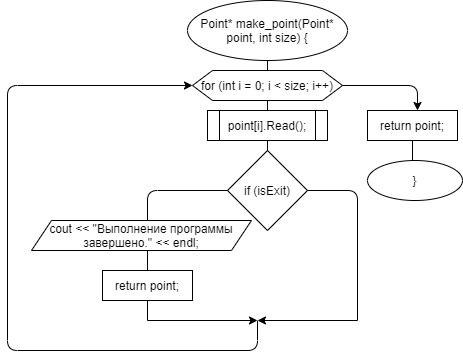 Point* make_point(Point*
point, int size) {
for (int i = 0; i < size; i++)
point[i].Read();
return point;
}
if (isExit)
cout << "Выполнение программы
завершено." << endl;
return point;